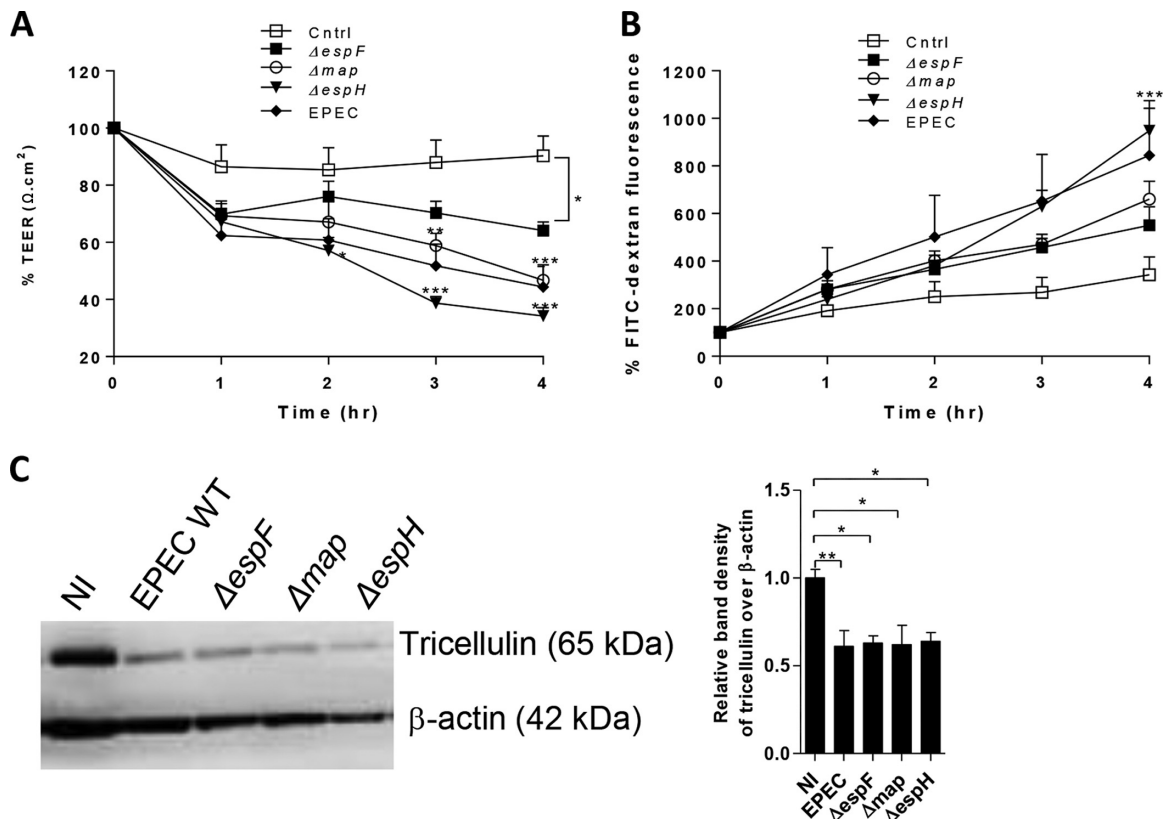 A
Cntrl
ΔespF
Δmap
ΔespH
EPEC
% TEER (Ω.cm²)
120
100
80
60
40
20
*
**
***
*
***
***
0 1 2 3 4
Time (hr)
B
Cntrl
ΔespF
Δmap
ΔespH
EPEC
% FITC-dextran fluorescence
1200
1000
800
600
400
200
0
***
0 1 2 3 4
Time (hr)
C
NI
EPEC WT
ΔespF
Δmap
ΔespH
Tricellulin (65 kDa)
β-actin (42 kDa)
Relative band density
of tricellulin over β-actin
1.5
1.0
0.5
0.0
*
*
*
**
NI
EPEC
ΔespF
Δmap
ΔespH